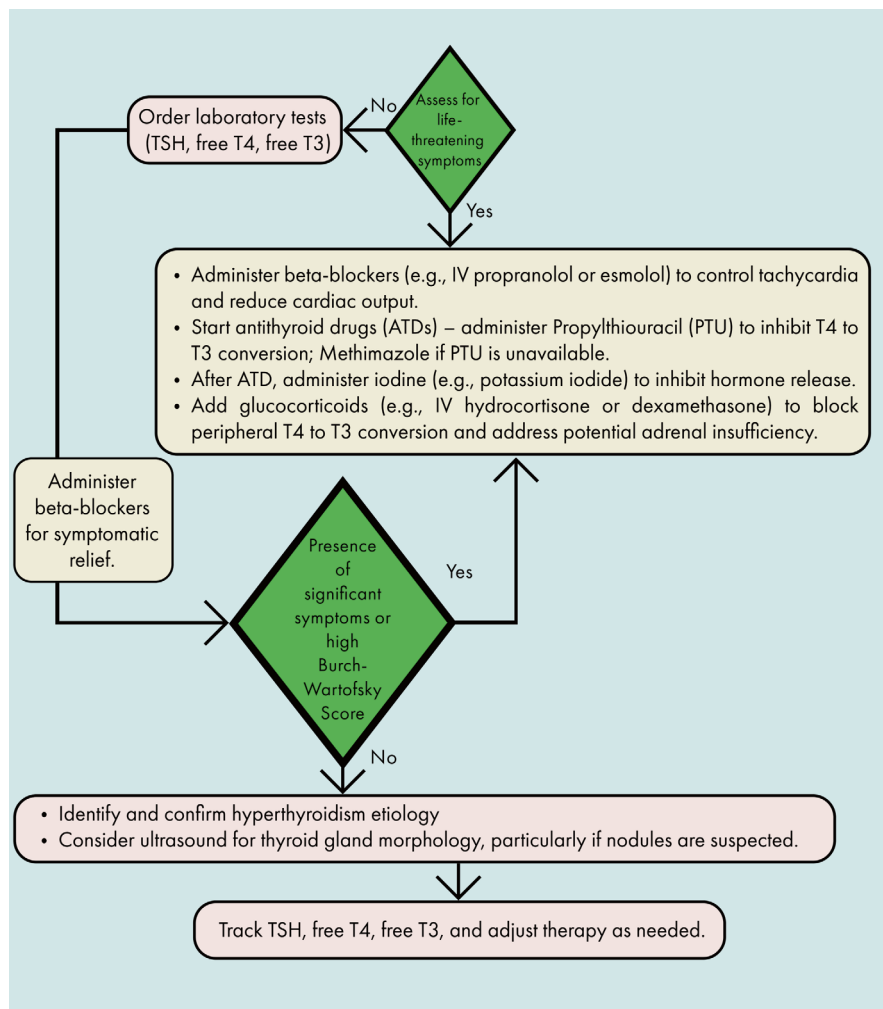 Assess for
life-
threatening
symptoms
No
Order laboratory tests
(TSH, free T4, free T3)
Yes
• Administer beta-blockers (e.g., IV propranolol or esmolol) to control tachycardia
and reduce cardiac output.
• Start antithyroid drugs (ATDs) – administer Propylthiouracil (PTU) to inhibit T4 to
T3 conversion; Methimazole if PTU is unavailable.
• After ATD, administer iodine (e.g., potassium iodide) to inhibit hormone release.
• Add glucocorticoids (e.g., IV hydrocortisone or dexamethasone) to block
peripheral T4 to T3 conversion and address potential adrenal insufficiency.
Administer
beta-blockers
for symptomatic
relief.
Presence
of
significant
symptoms or
high
Burch-
Wartofsky
Score
Yes
No
• Identify and confirm hyperthyroidism etiology
• Consider ultrasound for thyroid gland morphology, particularly if nodules are suspected.
Track TSH, free T4, free T3, and adjust therapy as needed.